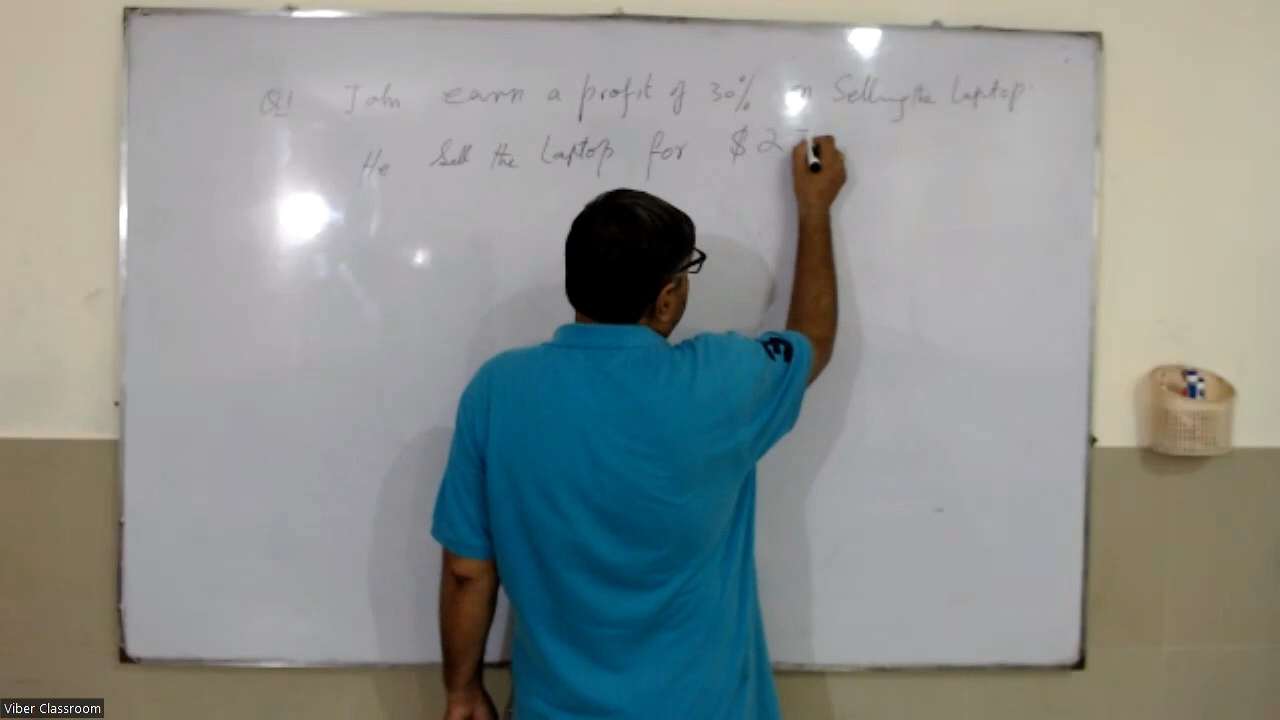 Q1 John earn a profit of 30% on Selling the Laptop.
He Sell the Laptop for $ 2
Viber Classroom